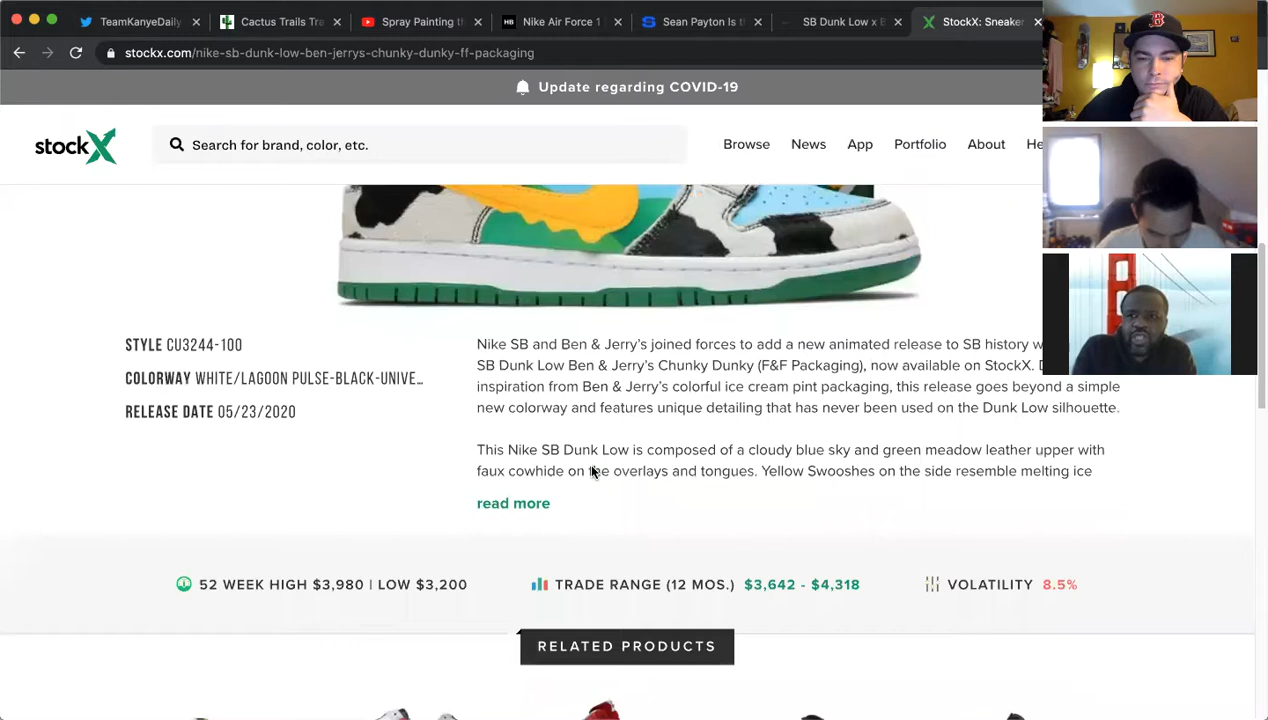 TeamKanyeDaily
Cactus Trails Tra
Spray Painting t
Nike Air Force 1
Sean Payton Is t
SB Dunk Low x B
StockX: Sneaker
stockx.com/nike-sb-dunk-low-ben-jerrys-chunky-dunky-ff-packaging
Update regarding COVID-19
stockX
Search for brand, color, etc.
Browse
News
App
Portfolio
About
He
STYLE CU3244-100
COLORWAY WHITE/LAGOON PULSE-BLACK-UNIVE...
RELEASE DATE 05/23/2020
Nike SB and Ben & Jerry's joined forces to add a new animated release to SB history w
SB Dunk Low Ben & Jerry's Chunky Dunky (F&F Packaging), now available on StockX. D
inspiration from Ben & Jerry's colorful ice cream pint packaging, this release goes beyond a simple
new colorway and features unique detailing that has never been used on the Dunk Low silhouette.
This Nike SB Dunk Low is composed of a cloudy blue sky and green meadow leather upper with
faux cowhide on the overlays and tongues. Yellow Swooshes on the side resemble melting ice
read more
52 WEEK HIGH $3,980 | LOW $3,200
TRADE RANGE (12 MOS.) $3,642 - $4,318
VOLATILITY 8.5%
RELATED PRODUCTS